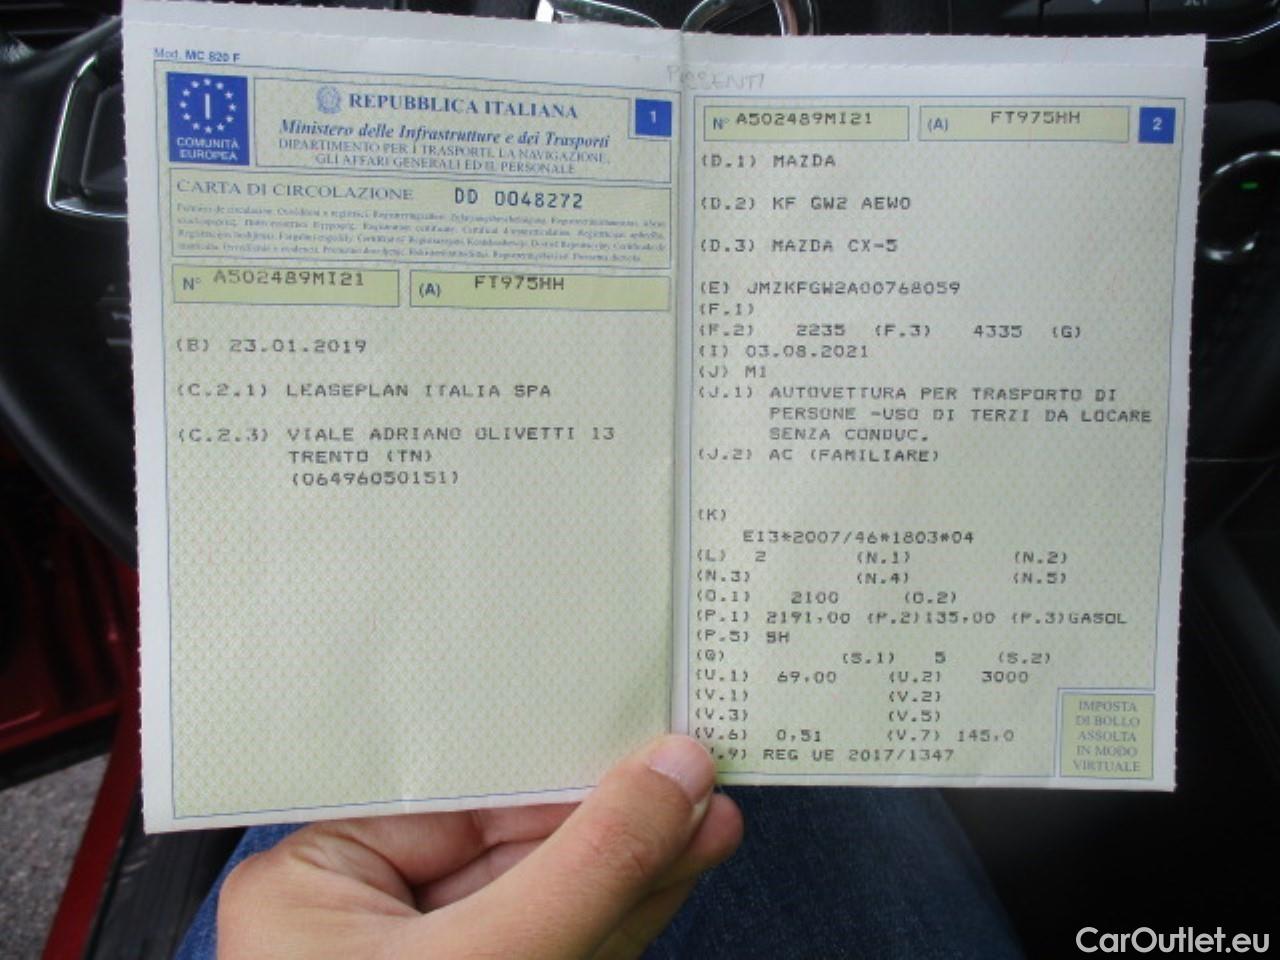 Mod. MC 820 F
I
COMUNITÀ
EUROPEA
REPUBBLICA ITALIANA
Ministero delle Infrastrutture e dei Trasporti
DIPARTIMENTO PER I TRASPORTI, LA NAVIGAZIONE,
GLI AFFARI GENERALI ED IL PERSONALE
1
CARTA DI CIRCOLAZIONE DD 0048272
N° A502489MI21 (A) FT975HH
(B) 23.01.2019
(C.2.1) LEASEPLAN ITALIA SPA
(C.2.3) VIALE ADRIANO OLIVETTI 13
TRENTO (TN)
(06496050151)
N° A502489MI21 (A) FT975HH 2
(D.1) MAZDA
(D.2) KF GW2 AEWO
(D.3) MAZDA CX-5
(E) JMZKFGW2A00768059
(F.1)
(F.2) 2235 (F.3) 4335 (G)
(I) 03.08.2021
(J) M1
(J.1) AUTOVETTURA PER TRASPORTO DI
PERSONE -USO DI TERZI DA LOCARE
SENZA CONDUC.
(J.2) AC (FAMILIARE)
(K)
E13*2007/46*1803*04
(L) 2 (N.1) (N.2)
(N.3) (N.4) (N.5)
(O.1) 2100 (O.2)
(P.1) 2191,00 (P.2)135,00 (P.3)GASOL
(P.5) SH
(Q) (S.1) 5 (S.2)
(U.1) 69,00 (U.2) 3000
(V.1) (V.2)
(V.3) (V.5)
(V.6) 0,51 (V.7) 145,0
.9) REG UE 2017/1347
IMPOSTA
DI BOLLO
ASSOLTA
IN MODO
VIRTUALE
CarOutlet.eu